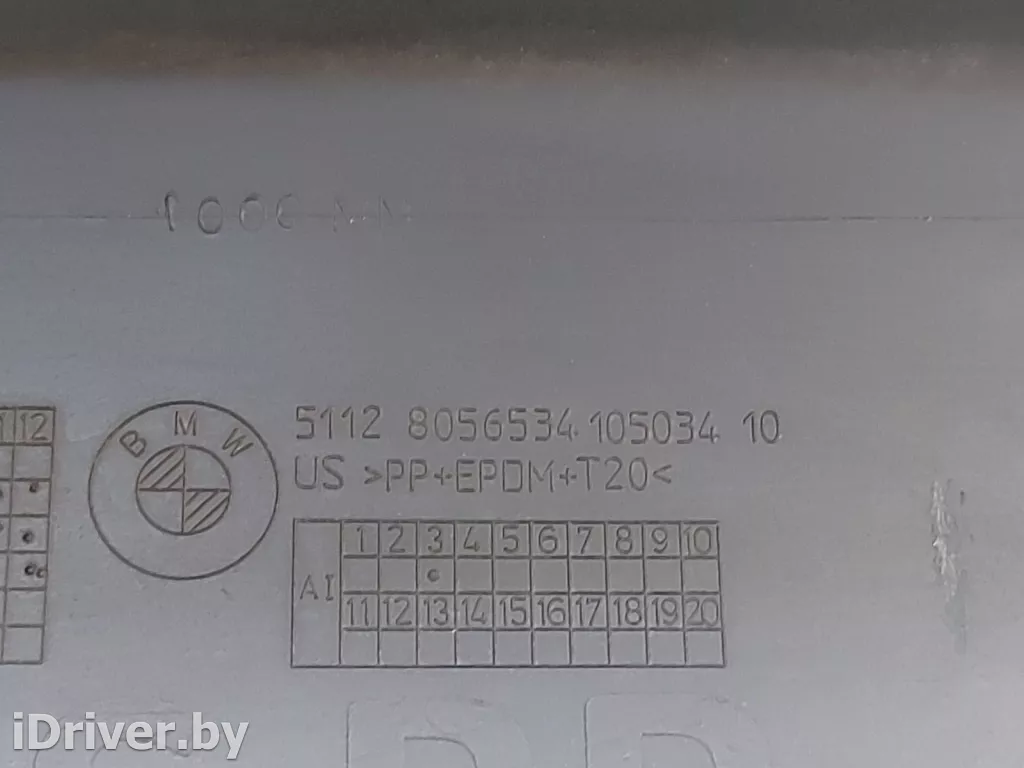 1 12
BMW
5112 8056534 105034 10
US >PP+EPDM+T20<
AI
1 2 3 4 5 6 7 8 9 10
11 12 13 14 15 16 17 18 19 20
iDriver.by